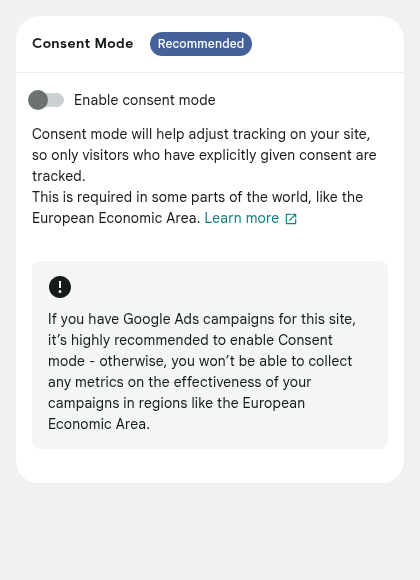 Consent Mode Recommended
Enable consent mode
Consent mode will help adjust tracking on your site,
so only visitors who have explicitly given consent are
tracked.
This is required in some parts of the world, like the
European Economic Area. Learn more
If you have Google Ads campaigns for this site,
it’s highly recommended to enable Consent
mode - otherwise, you won’t be able to collect
any metrics on the effectiveness of your
campaigns in regions like the European
Economic Area.